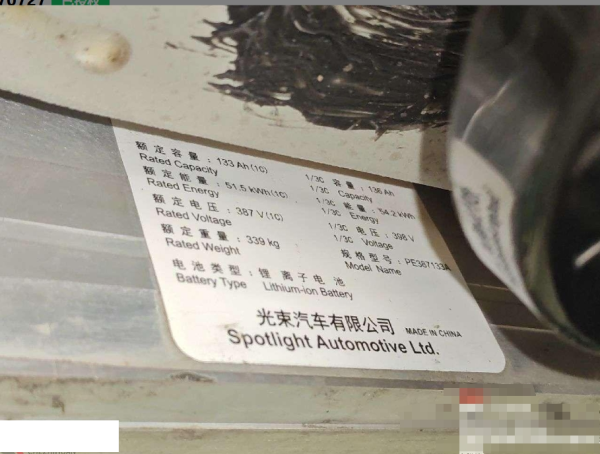 额定容量：133 Ah(1C)
Rated Capacity
1/3C 容量：136 Ah
1/3C Capacity
额定能量：51.5 kWh(1C)
Rated Energy
1/3C 能量：54.2 kWh
1/3C Energy
额定电压：387 V(1C)
Rated Voltage
1/3C 电压：398 V
1/3C Voltage
额定重量：339 kg
Rated Weight
规格型号：PE387133A
Model Name
电池类型：锂离子电池
Battery Type Lithium-ion Battery
光束汽车有限公司 MADE IN CHINA
Spotlight Automotive Ltd.